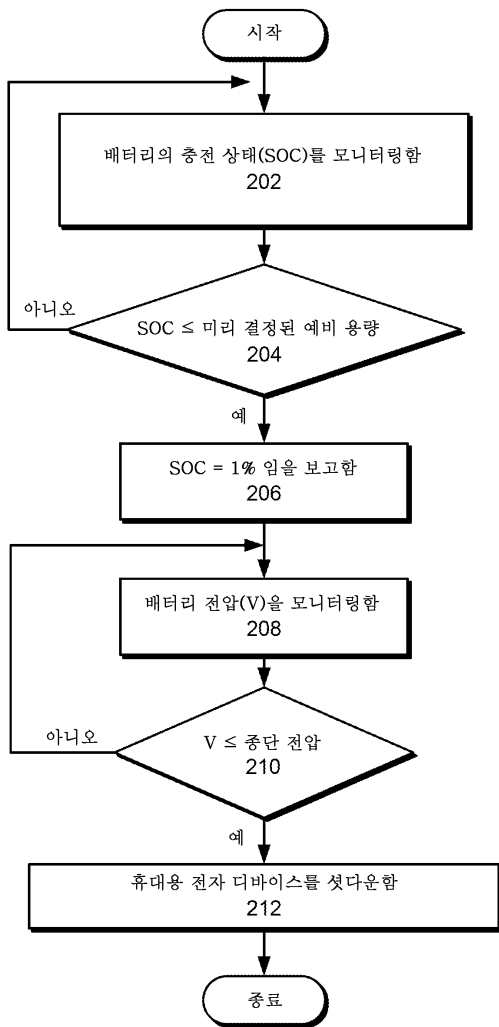 시작
배터리의 충전 상태(SOC)를 모니터링함
202
아니오
SOC ≤ 미리 결정된 예비 용량
204
예
SOC = 1% 임을 보고함
206
배터리 전압(V)을 모니터링함
208
아니오
V ≤ 종단 전압
210
예
휴대용 전자 디바이스를 셧다운함
212
종료